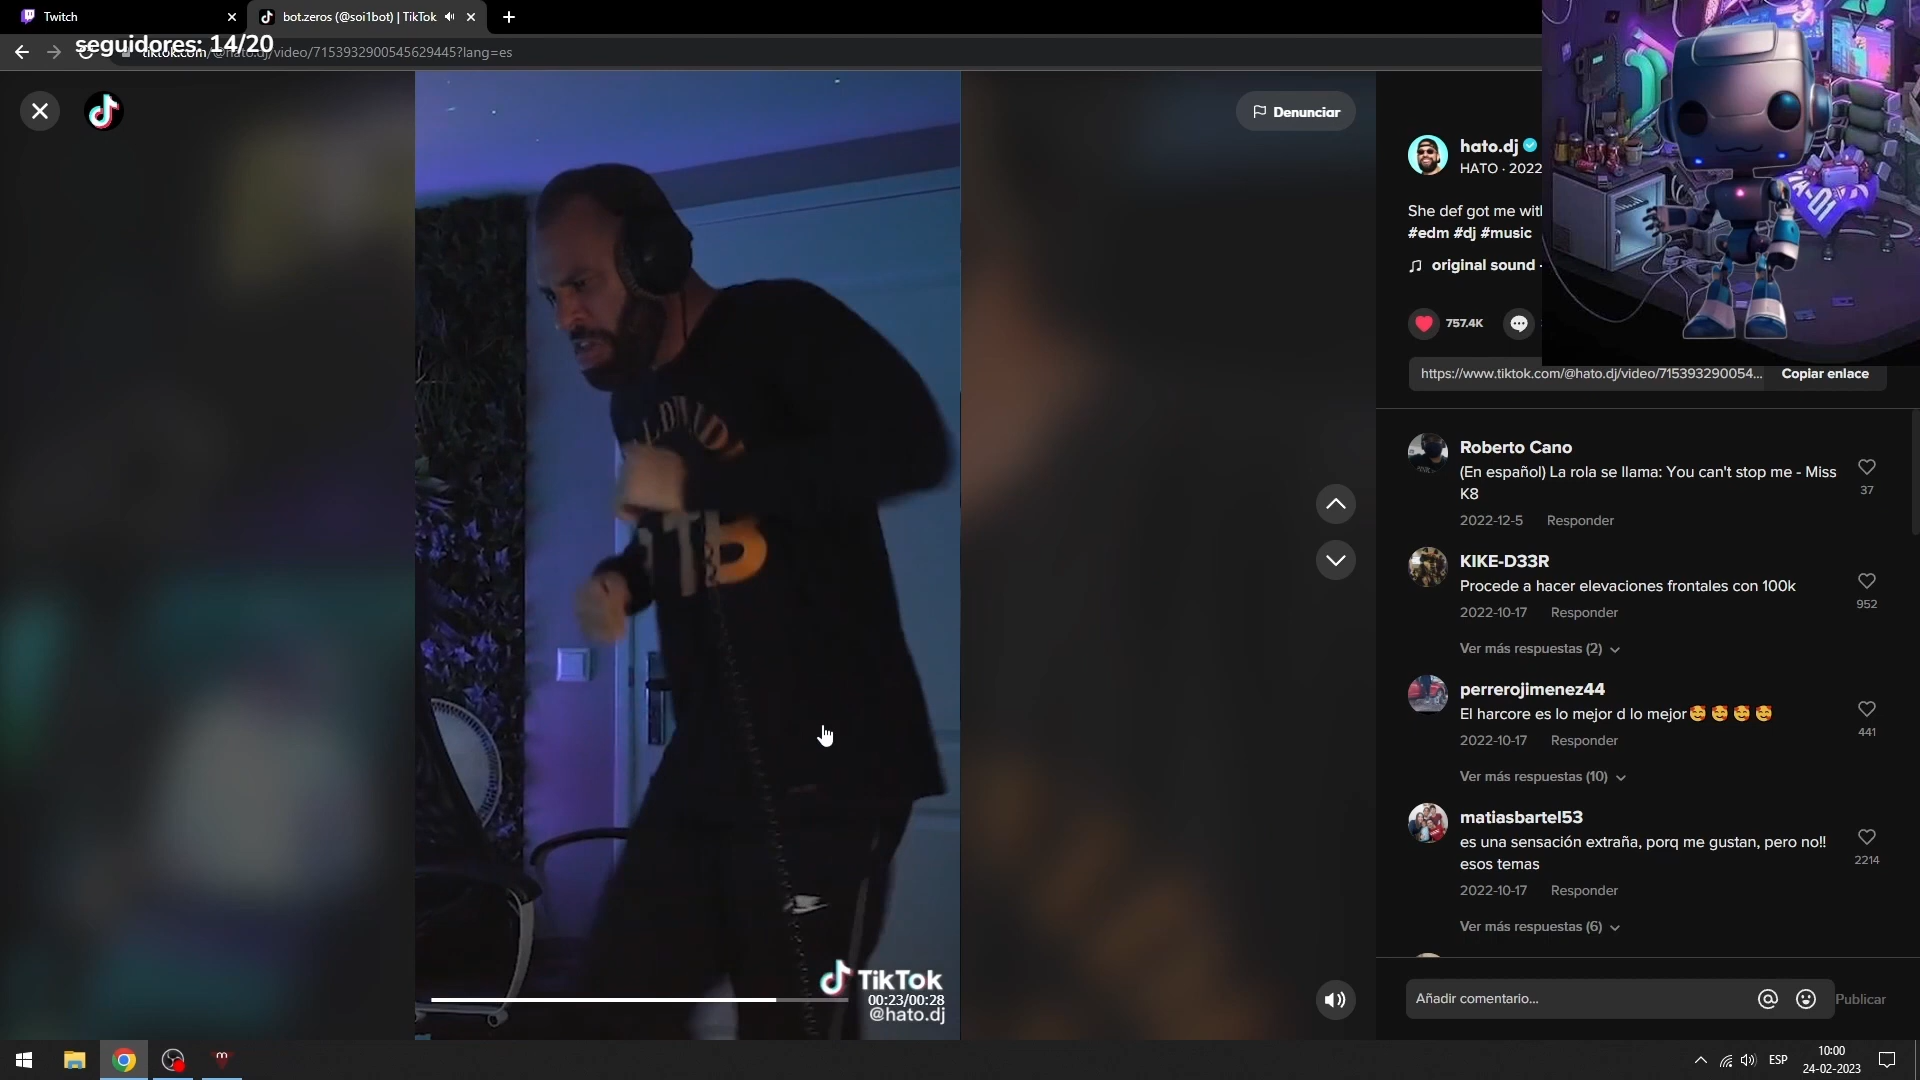 Twitch
bot.zeros (@soi1bot) | TikTok
seguidores: 14/20
tiktok.com/@hato.dj/video/7153932900545629445?lang=es
Denunciar
hato.dj
HATO · 2022
She def got me with
#edm #dj #music
original sound -
757.4K
https://www.tiktok.com/@hato.dj/video/715393290054...
Copiar enlace
A-01
Roberto Cano
(En español) La rola se llama: You can't stop me - Miss
K8
37
2022-12-5 Responder
KIKE-D33R
Procede a hacer elevaciones frontales con 100k
952
2022-10-17 Responder
Ver más respuestas (2)
perrerojimenez44
El harcore es lo mejor d lo mejor🥰 🥰 🥰 🥰
441
2022-10-17 Responder
Ver más respuestas (10)
matiasbartel53
es una sensación extraña, porq me gustan, pero no!!
esos temas
2214
2022-10-17 Responder
Ver más respuestas (6)
TikTok
00:23/00:28
@hato.dj
Añadir comentario...
Publicar
ESP
10:00
24-02-2023